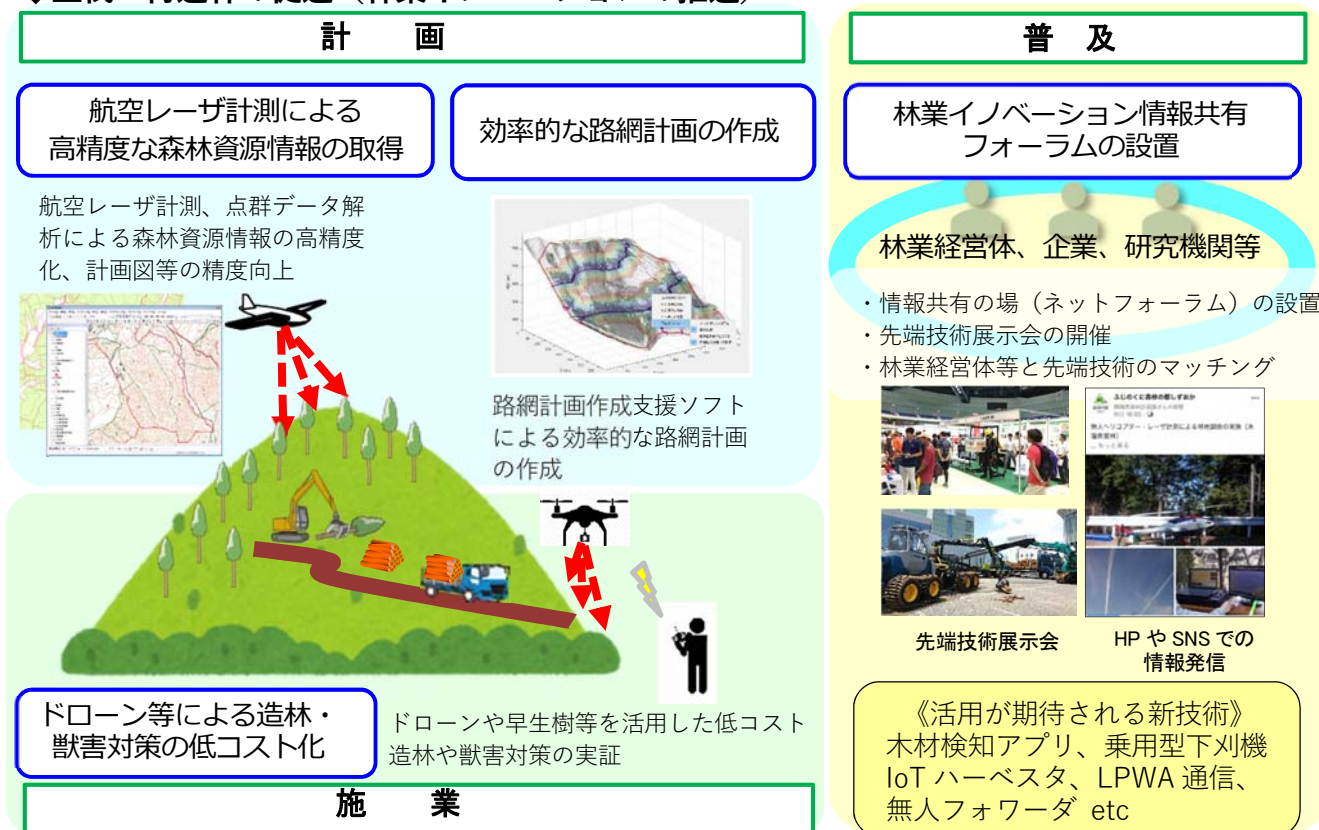 計　画
航空レーザ計測による
高精度な森林資源情報の取得
効率的な路網計画の作成
航空レーザ計測、点群データ解
析による森林資源情報の高精度
化、計画図等の精度向上
路網計画作成支援ソフト
による効率的な路網計画
の作成
ドローン等による造林・
獣害対策の低コスト化
ドローンや早生樹等を活用した低コスト
造林や獣害対策の実証
施　業
普 及
林業イノベーション情報共有
フォーラムの設置
林業経営体、企業、研究機関等
・情報共有の場（ネットフォーラム）の設置
・先端技術展示会の開催
・林業経営体等と先端技術のマッチング
ふじのくに森林の都しずおか
先端技術展示会
HP や SNS での
情報発信
《活用が期待される新技術》
木材検知アプリ、乗用型下刈機
IoT ハーベスタ、LPWA 通信、
無人フォワーダ etc